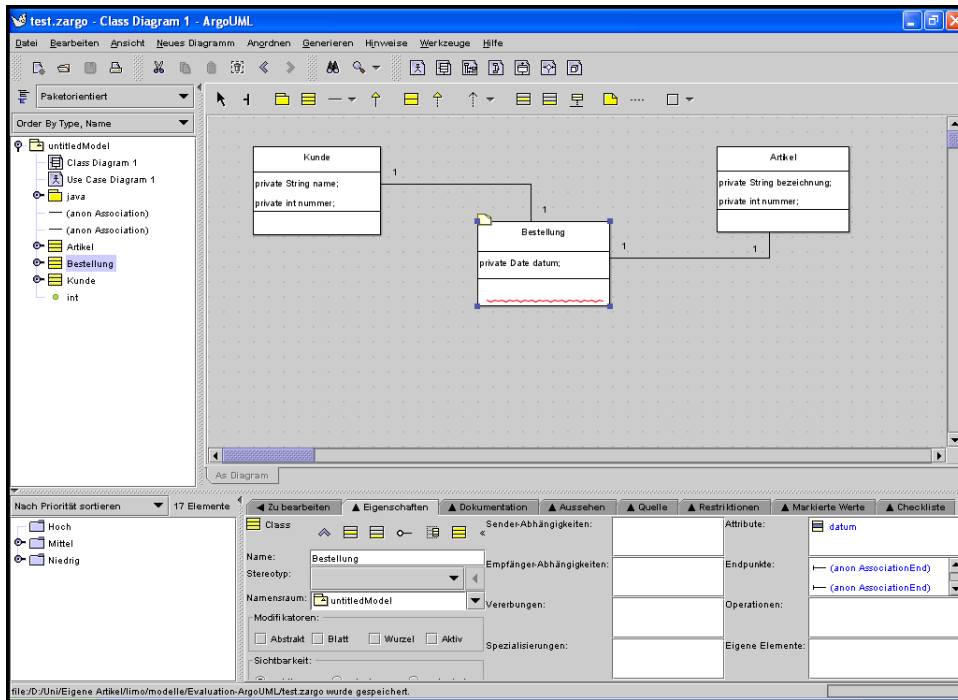 test.zargo - Class Diagram 1 - ArgoUML
Datei Bearbeiten Ansicht Neues Diagramm Angordnen Generieren Hinweise Werkzeuge Hilfe
Paketorientiert
Order By Type, Name
untitledModel
Class Diagram 1
Use Case Diagram 1
java
(anon Association)
(anon Association)
Artikel
Bestellung
Kunde
int
Kunde
private String name;
private int nummer;
1
1
Bestellung
private Date datum;
1
1
Artikel
private String bezeichnung;
private int nummer;
As Diagram
Nach Priorität sortieren 17 Elemente
Hoch
Mittel
Niedrig
Zu bearbeiten Eigenschaften Dokumentation Aussehen Quelle Restriktionen Markierte Werte Checkliste
Class
Name: Bestellung
Stereotyp:
Namensraum: untitledModel
Modifikatoren:
Abstrakt Blatt Wurzel Aktiv
Sichtbarkeit:
Sender-Abhängigkeiten:
Empfänger-Abhängigkeiten:
Vererbungen:
Spezialisierungen:
Attribute: datum
Endpunkte: (anon AssociationEnd)
(anon AssociationEnd)
Operationen:
Eigene Elemente:
file:/D:/Uni/Eigene Artikel/limo/modelle/Evaluation-ArgoUML/test.zargo wurde gespeichert.